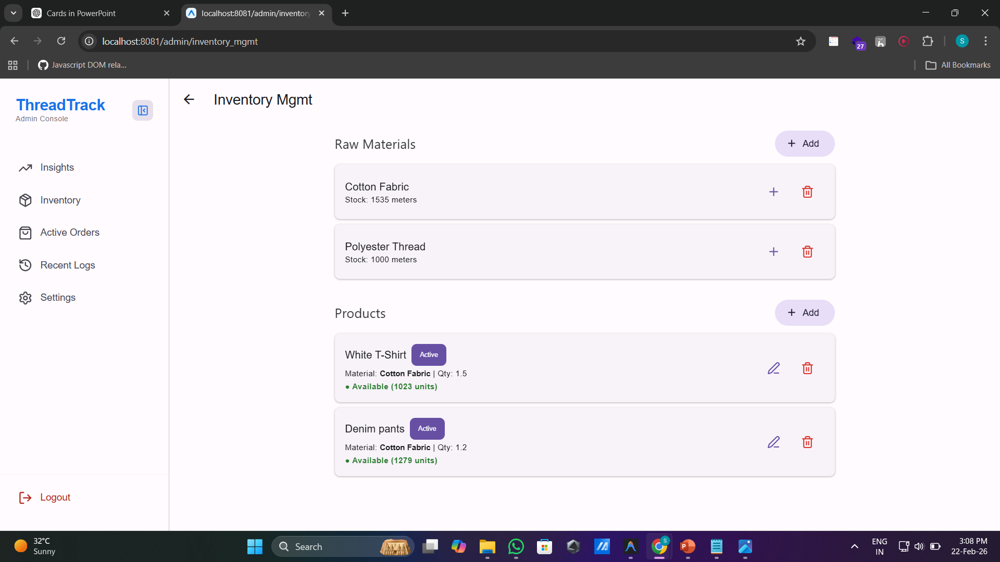 Cards in PowerPoint
localhost:8081/admin/inventory
localhost:8081/admin/inventory_mgmt
27
S
Javascript DOM rela...
All Bookmarks
ThreadTrack
Admin Console
Insights
Inventory
Active Orders
Recent Logs
Settings
Logout
Inventory Mgmt
Raw Materials
+ Add
Cotton Fabric
Stock: 1535 meters
Polyester Thread
Stock: 1000 meters
Products
+ Add
White T-Shirt Active
Material: Cotton Fabric | Qty: 1.5
● Available (1023 units)
Denim pants Active
Material: Cotton Fabric | Qty: 1.2
● Available (1279 units)
32°C
Sunny
Search
S
P
ENG
IN
3:08 PM
22-Feb-26